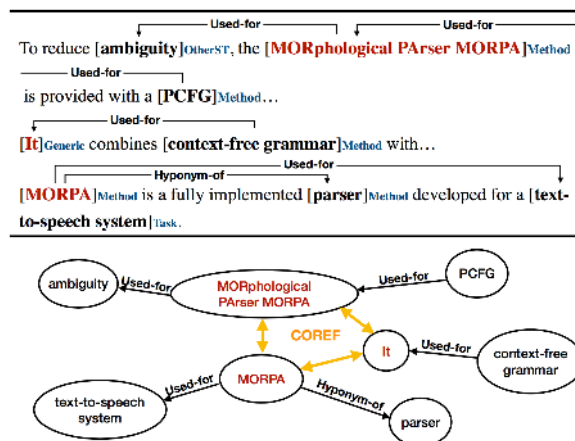 Used-for Used-for
To reduce [ambiguity]OtherST, the [MORphological PArser MORPA]Method
Used-for
is provided with a [PCFG]Method…
Used-for
[It]Generic combines [context-free grammar]Method with…
Used-for
Hyponym-of
[MORPA]Method is a fully implemented [parser]Method developed for a [text-
to-speech system]Task.
ambiguity Used-for MORphological Used-for PCFG
PArser MORPA
COREF It Used-for context-free
grammar
MORPA
Used-for Hyponym-of
text-to-speech
system
parser